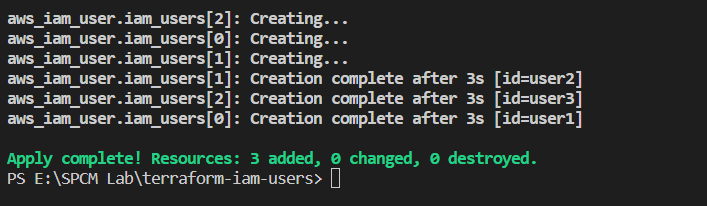 aws_iam_user.iam_users[2]: Creating...
aws_iam_user.iam_users[0]: Creating...
aws_iam_user.iam_users[1]: Creating...
aws_iam_user.iam_users[1]: Creation complete after 3s [id=user2]
aws_iam_user.iam_users[2]: Creation complete after 3s [id=user3]
aws_iam_user.iam_users[0]: Creation complete after 3s [id=user1]
Apply complete! Resources: 3 added, 0 changed, 0 destroyed.
PS E:\SPCM Lab\terraform-iam-users>